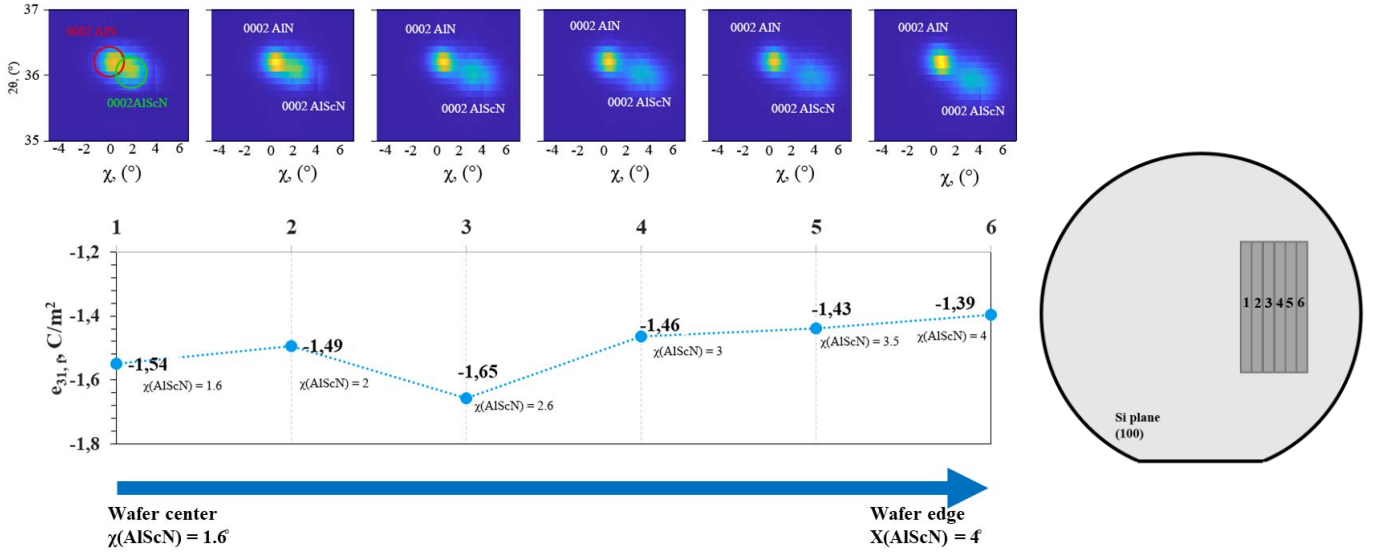 37
36
35
2θ, (°)
0002 AlN
0002AlScN
0002 AlN
0002 AlScN
0002 AlN
0002 AlScN
0002 AlN
0002 AlScN
0002 AlN
0002 AlScN
0002 AlN
0002 AlScN
-4 -2 0 2 4 6
-4 -2 0 2 4 6
-4 -2 0 2 4 6
-4 -2 0 2 4 6
-4 -2 0 2 4 6
-4 -2 0 2 4 6
χ, (°)
χ, (°)
χ, (°)
χ, (°)
χ, (°)
χ, (°)
1 2 3 4 5 6
-1,2
-1,4
-1,6
-1,8
e31, f, C/m2
-1,54
χ(AlScN) = 1.6
-1,49
χ(AlScN) = 2
-1,65
χ(AlScN) = 2.6
-1,46
χ(AlScN) = 3
-1,43
χ(AlScN) = 3.5
-1,39
χ(AlScN) = 4
Wafer center
χ(AlScN) = 1.6°
Wafer edge
X(AlScN) = 4°
1 2 3 4 5 6
Si plane
(100)